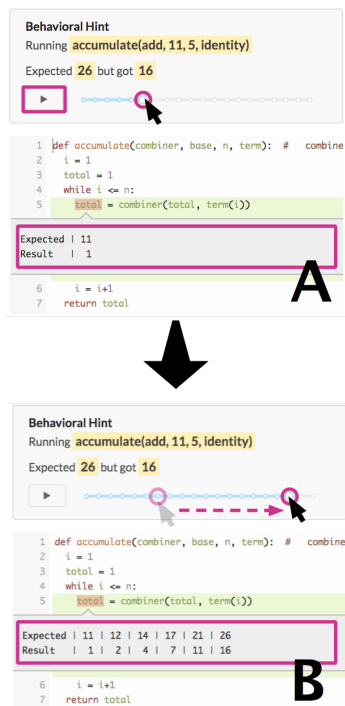 Behavioral Hint
Running accumulate(add, 11, 5, identity)
Expected 26 but got 16
1 def accumulate(combiner, base, n, term): # combine
2 i = 1
3 total = 1
4 while i <= n:
5 total = combiner(total, term(i))
Expected | 11
Result | 1
A
6 i = i+1
7 return total
Behavioral Hint
Running accumulate(add, 11, 5, identity)
Expected 26 but got 16
1 def accumulate(combiner, base, n, term): # combine
2 i = 1
3 total = 1
4 while i <= n:
5 total = combiner(total, term(i))
Expected | 11 | 12 | 14 | 17 | 21 | 26
Result | 1 | 2 | 4 | 7 | 11 | 16
B
6 i = i+1
7 return total